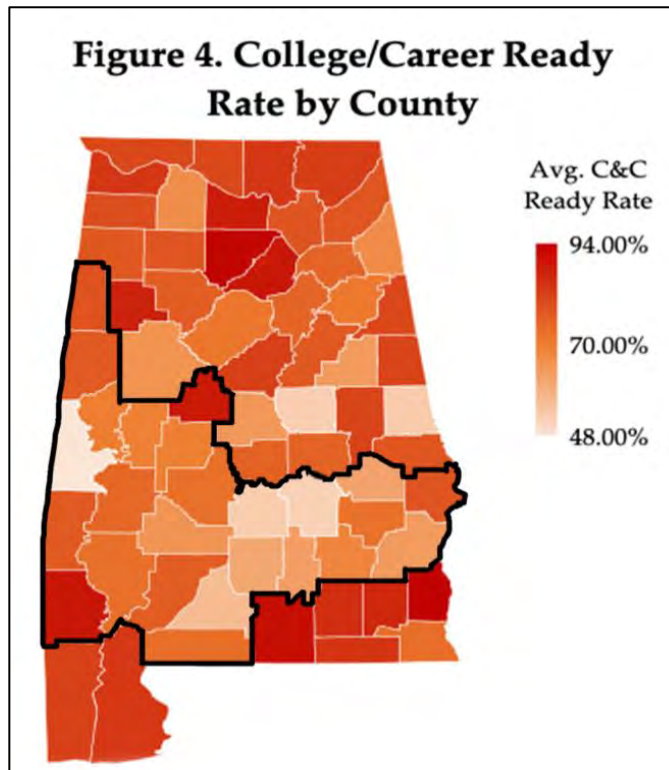 Figure 4. College/Career Ready
Rate by County
Avg. C&C
Ready Rate
94.00%
70.00%
48.00%